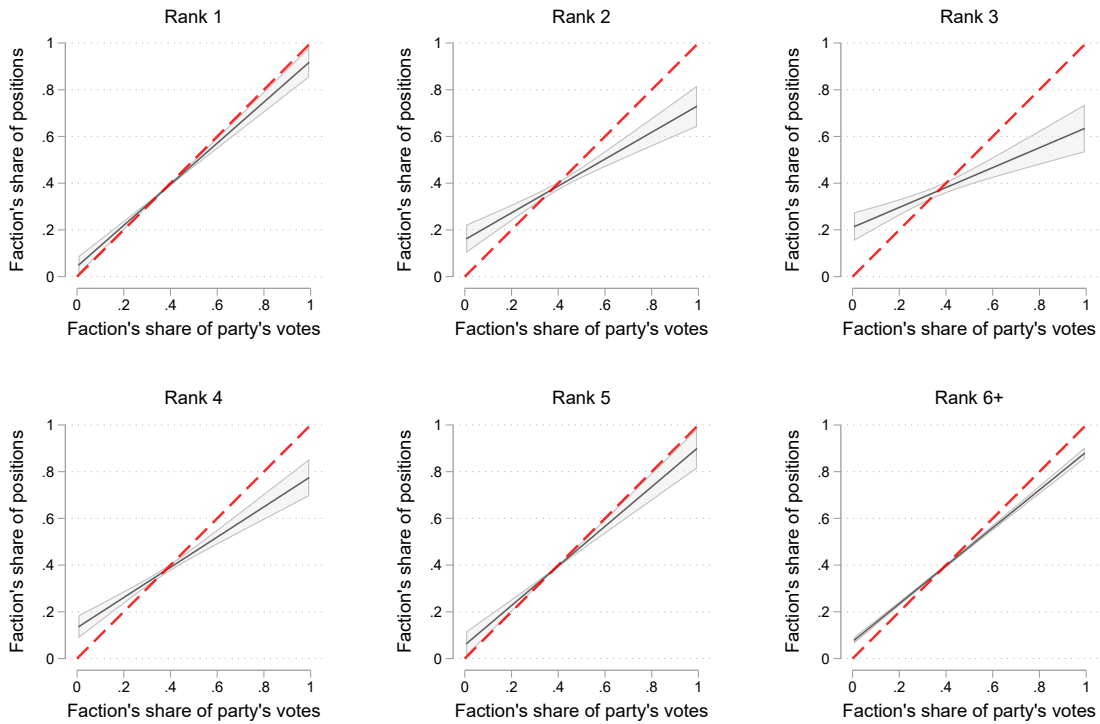 Rank 1
Faction's share of positions
1
.8
.6
.4
.2
0
0 .2 .4 .6 .8 1
Faction's share of party's votes
Rank 2
Faction's share of positions
1
.8
.6
.4
.2
0
0 .2 .4 .6 .8 1
Faction's share of party's votes
Rank 3
Faction's share of positions
1
.8
.6
.4
.2
0
0 .2 .4 .6 .8 1
Faction's share of party's votes
Rank 4
Faction's share of positions
1
.8
.6
.4
.2
0
0 .2 .4 .6 .8 1
Faction's share of party's votes
Rank 5
Faction's share of positions
1
.8
.6
.4
.2
0
0 .2 .4 .6 .8 1
Faction's share of party's votes
Rank 6+
Faction's share of positions
1
.8
.6
.4
.2
0
0 .2 .4 .6 .8 1
Faction's share of party's votes